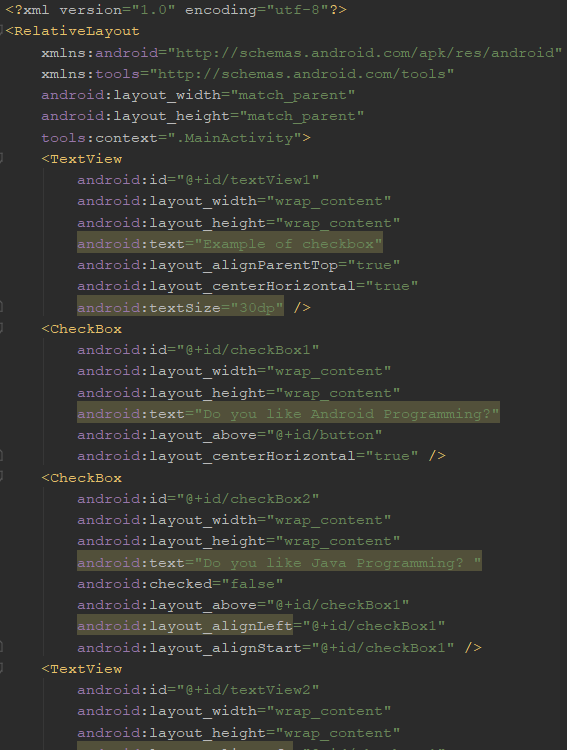 <?xml version="1.0" encoding="utf-8"?>
<RelativeLayout
xmlns:android="http://schemas.android.com/apk/res/android"
xmlns:tools="http://schemas.android.com/tools"
android:layout_width="match_parent"
android:layout_height="match_parent"
tools:context=".MainActivity">
<TextView
android:id="@+id/textView1"
android:layout_width="wrap_content"
android:layout_height="wrap_content"
android:text="Example of checkbox"
android:layout_alignParentTop="true"
android:layout_centerHorizontal="true"
android:textSize="30dp" />
<CheckBox
android:id="@+id/checkBox1"
android:layout_width="wrap_content"
android:layout_height="wrap_content"
android:text="Do you like Android Programming?"
android:layout_above="@+id/button"
android:layout_centerHorizontal="true" />
<CheckBox
android:id="@+id/checkBox2"
android:layout_width="wrap_content"
android:layout_height="wrap_content"
android:text="Do you like Java Programming? "
android:checked="false"
android:layout_above="@+id/checkBox1"
android:layout_alignLeft="@+id/checkBox1"
android:layout_alignStart="@+id/checkBox1" />
<TextView
android:id="@+id/textView2"
android:layout_width="wrap_content"
android:layout_height="wrap_content"